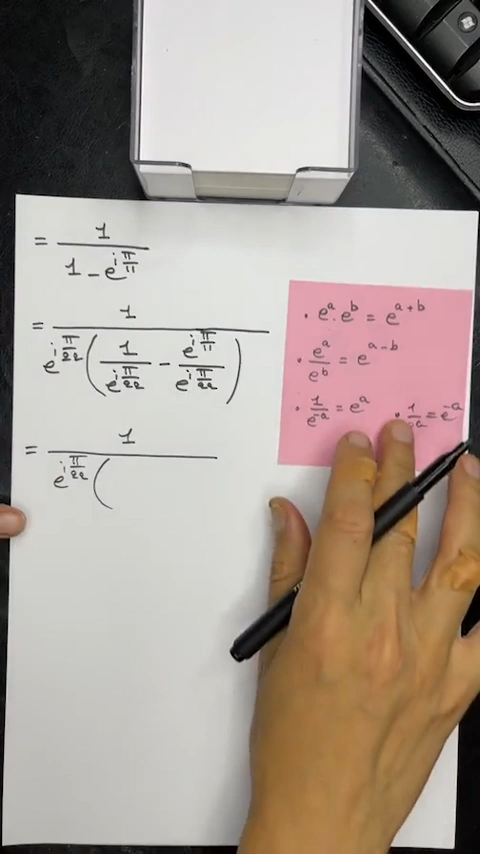 = 1/(1 - e^{iπ/11})
= 1/(e^{iπ/22}(1/e^{iπ/22} - e^{iπ/11}/e^{iπ/22}))
= 1/(e^{iπ/22}(
• e^a · e^b = e^{a+b}
• e^a/e^b = e^{a-b}
• 1/e^{-a} = e^a • 1/ a = e^{-a}